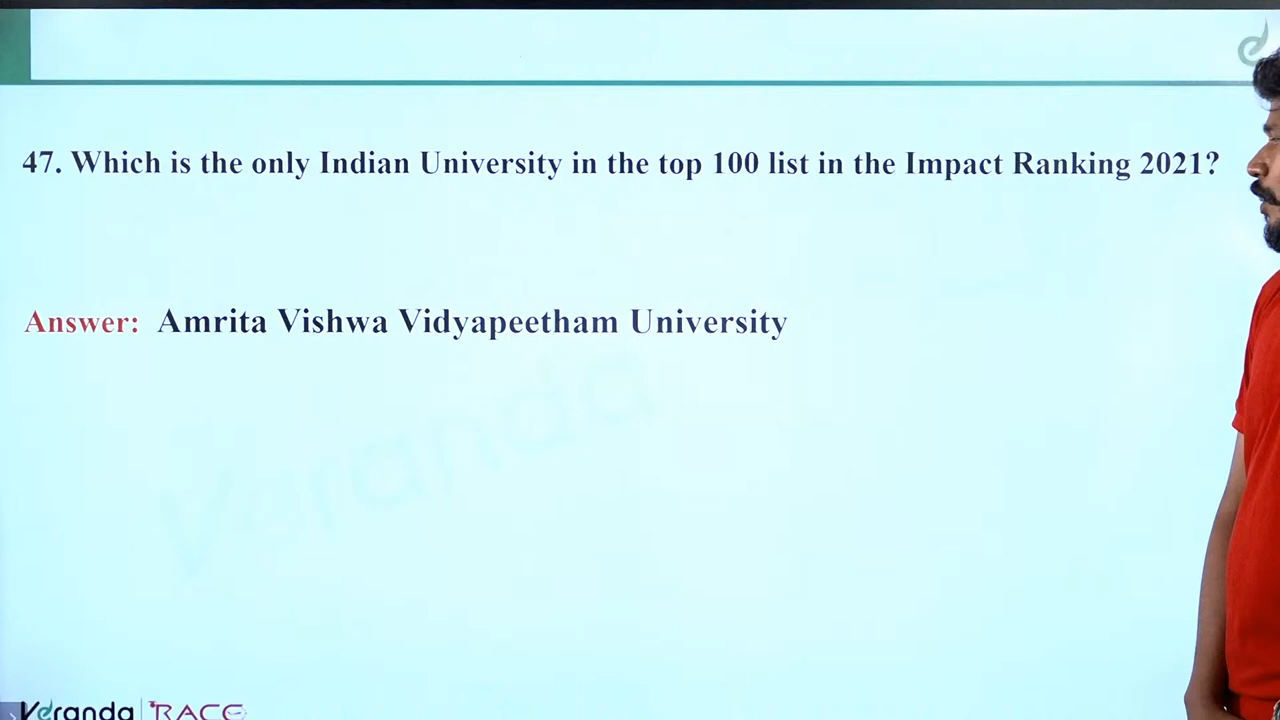 47. Which is the only Indian University in the top 100 list in the Impact Ranking 2021?
Answer: Amrita Vishwa Vidyapeetham University
Veranda
Veranda RACE